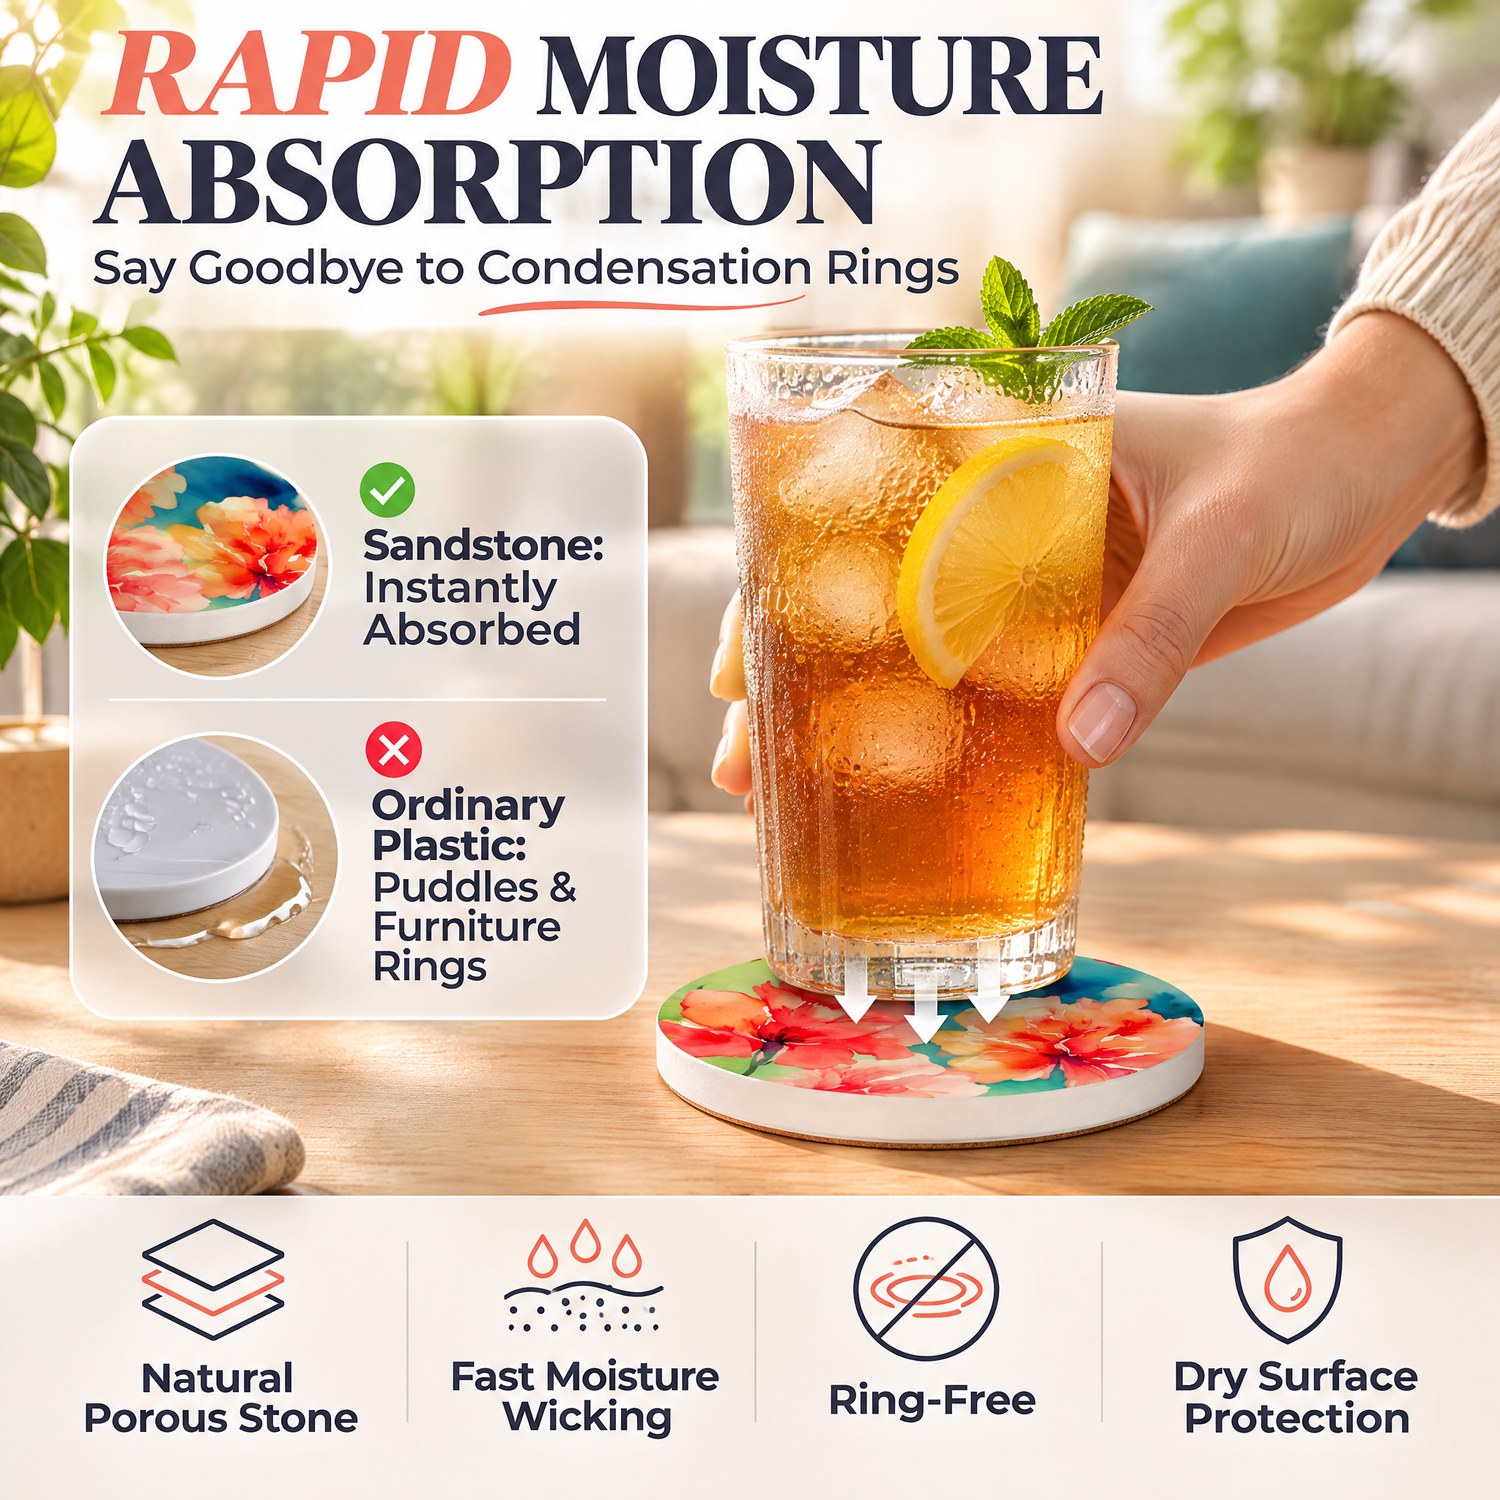 RAPID MOISTURE
ABSORPTION
Say Goodbye to Condensation Rings
Sandstone:
Instantly
Absorbed
Ordinary
Plastic:
Puddles &
Furniture
Rings
Natural
Porous Stone
Fast Moisture
Wicking
Ring-Free
Dry Surface
Protection